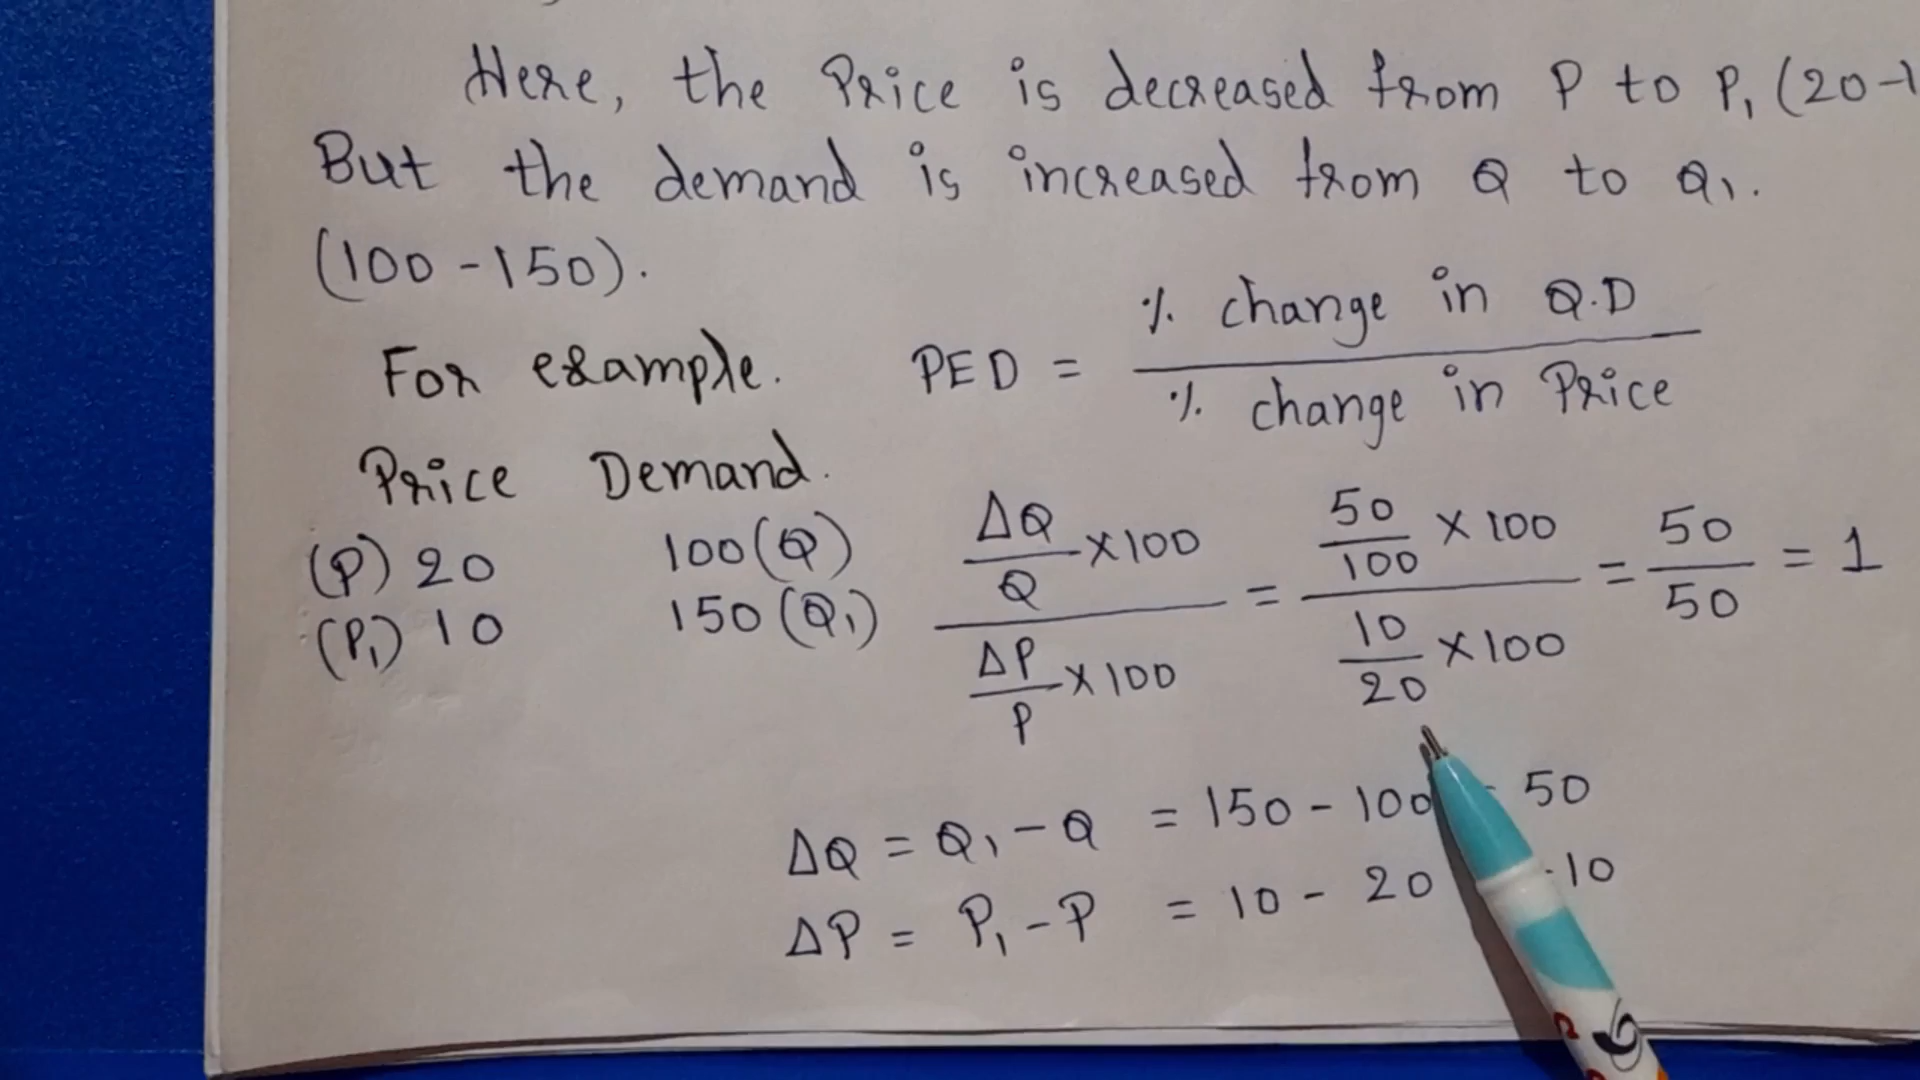 Here, the Price is decreased from P to P₁ (20-1
But the demand is increased from Q to Q₁.
(100-150).
For example. PED = % change in Q.D / % change in Price
Price Demand.
(P) 20 100(Q)
(P₁) 10 150(Q₁)
ΔQ/Q ×100 / ΔP/P ×100 = 50/100 × 100 / 10/20 × 100 = 50/50 = 1
ΔQ = Q₁ - Q = 150 - 100 50
ΔP = P₁ - P = 10 - 20 -10